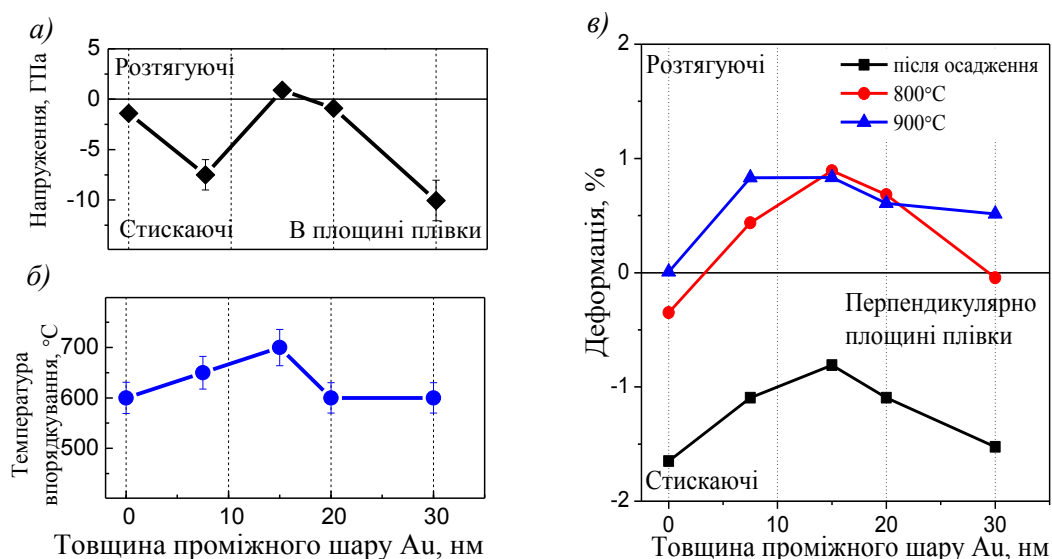 а)
5
0
-5
-10
Напруження, ГПа
Розтягуючі
Стискаючі
В площині плівки
б)
700
600
500
Температура
впорядкування, °С
0
10
20
30
Товщина проміжного шару Au, нм
в)
2
1
0
-1
-2
Деформація, %
Розтягуючі
після осадження
800°C
900°C
Перпендикулярно
площині плівки
Стискаючі
0
10
20
30
Товщина проміжного шару Au, нм